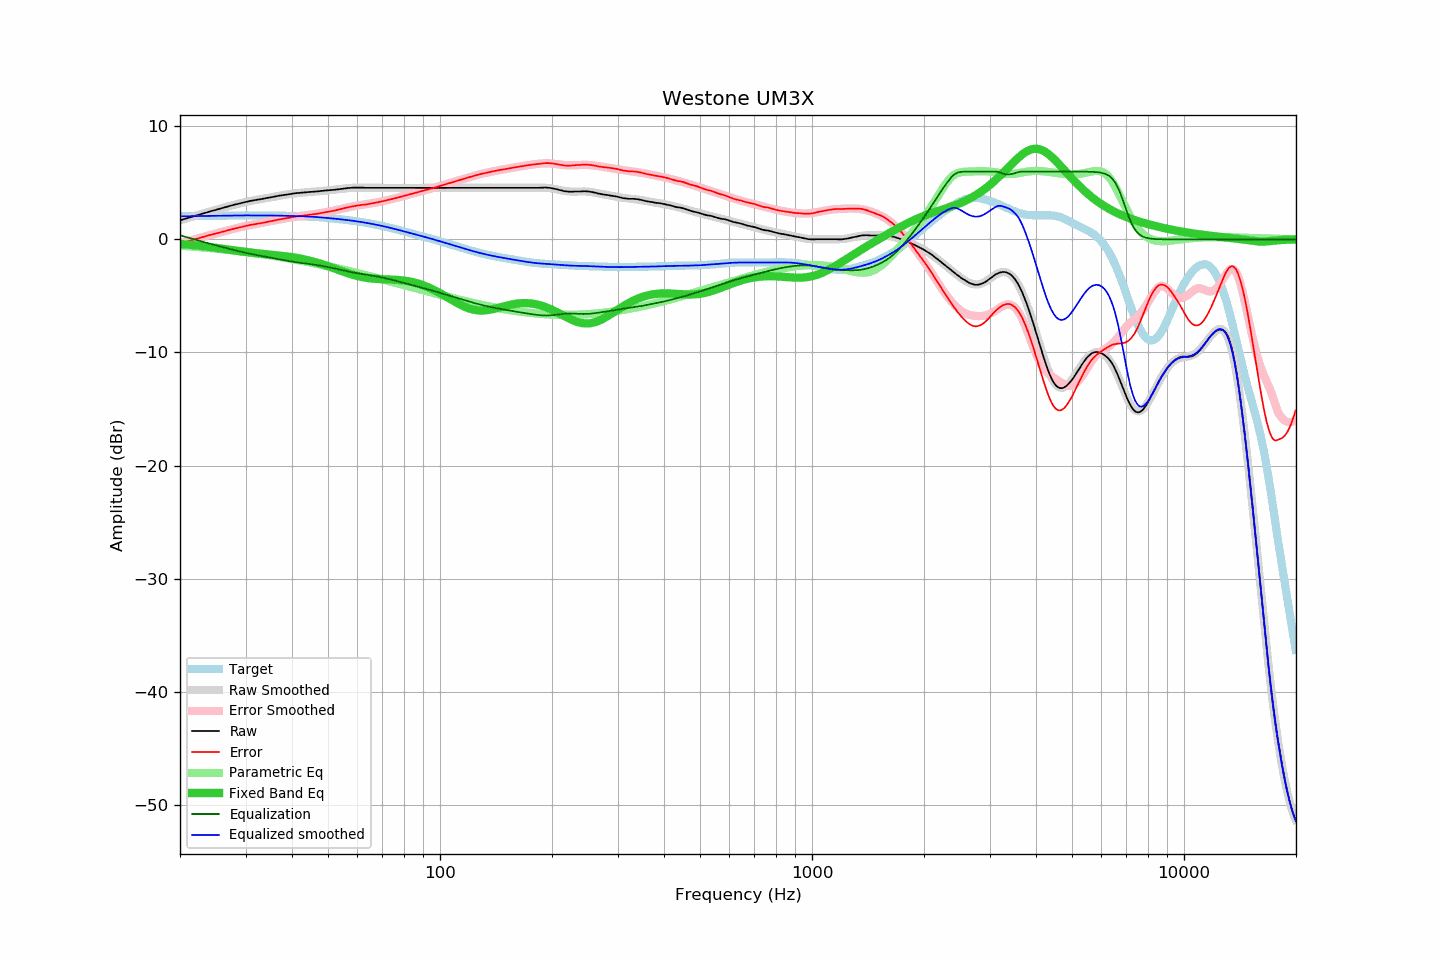 Westone UM3X
10
0
−10
−20
−30
−40
−50
Amplitude (dBr)
Target
Raw Smoothed
Error Smoothed
Raw
Error
Parametric Eq
Fixed Band Eq
Equalization
Equalized smoothed
100 1000 10000
Frequency (Hz)